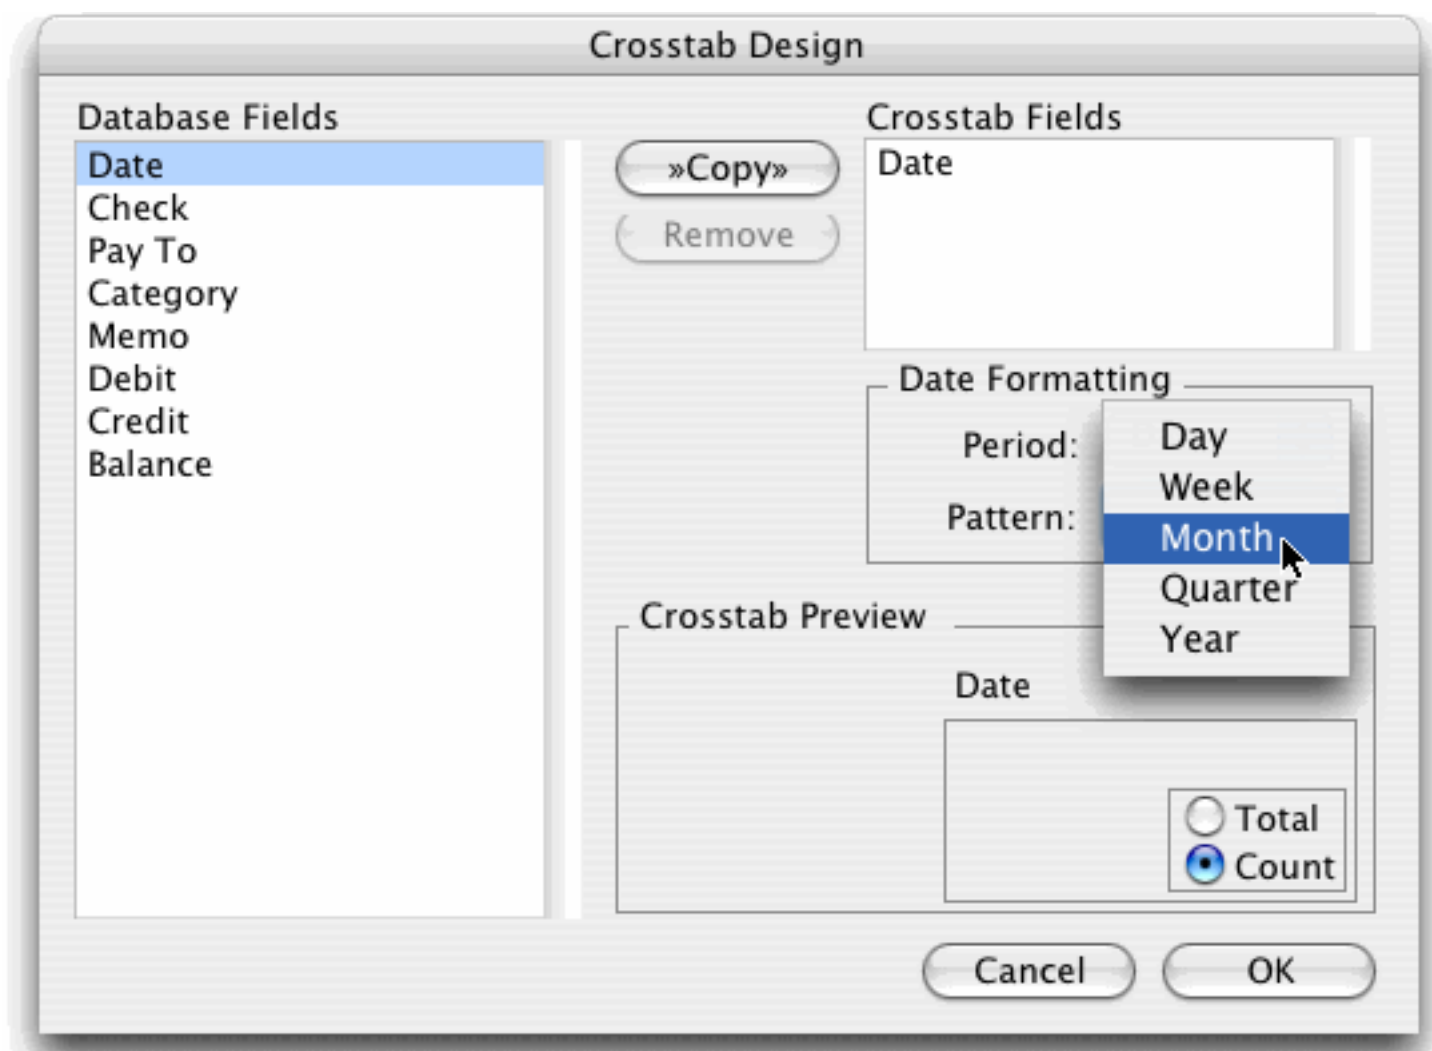 Crosstab Design
Database Fields
Date
Check
Pay To
Category
Memo
Debit
Credit
Balance
»Copy»
Remove
Crosstab Fields
Date
Date Formatting
Period:
Pattern:
Day
Week
Month
Quarter
Year
Crosstab Preview
Date
Total
Count
Cancel
OK